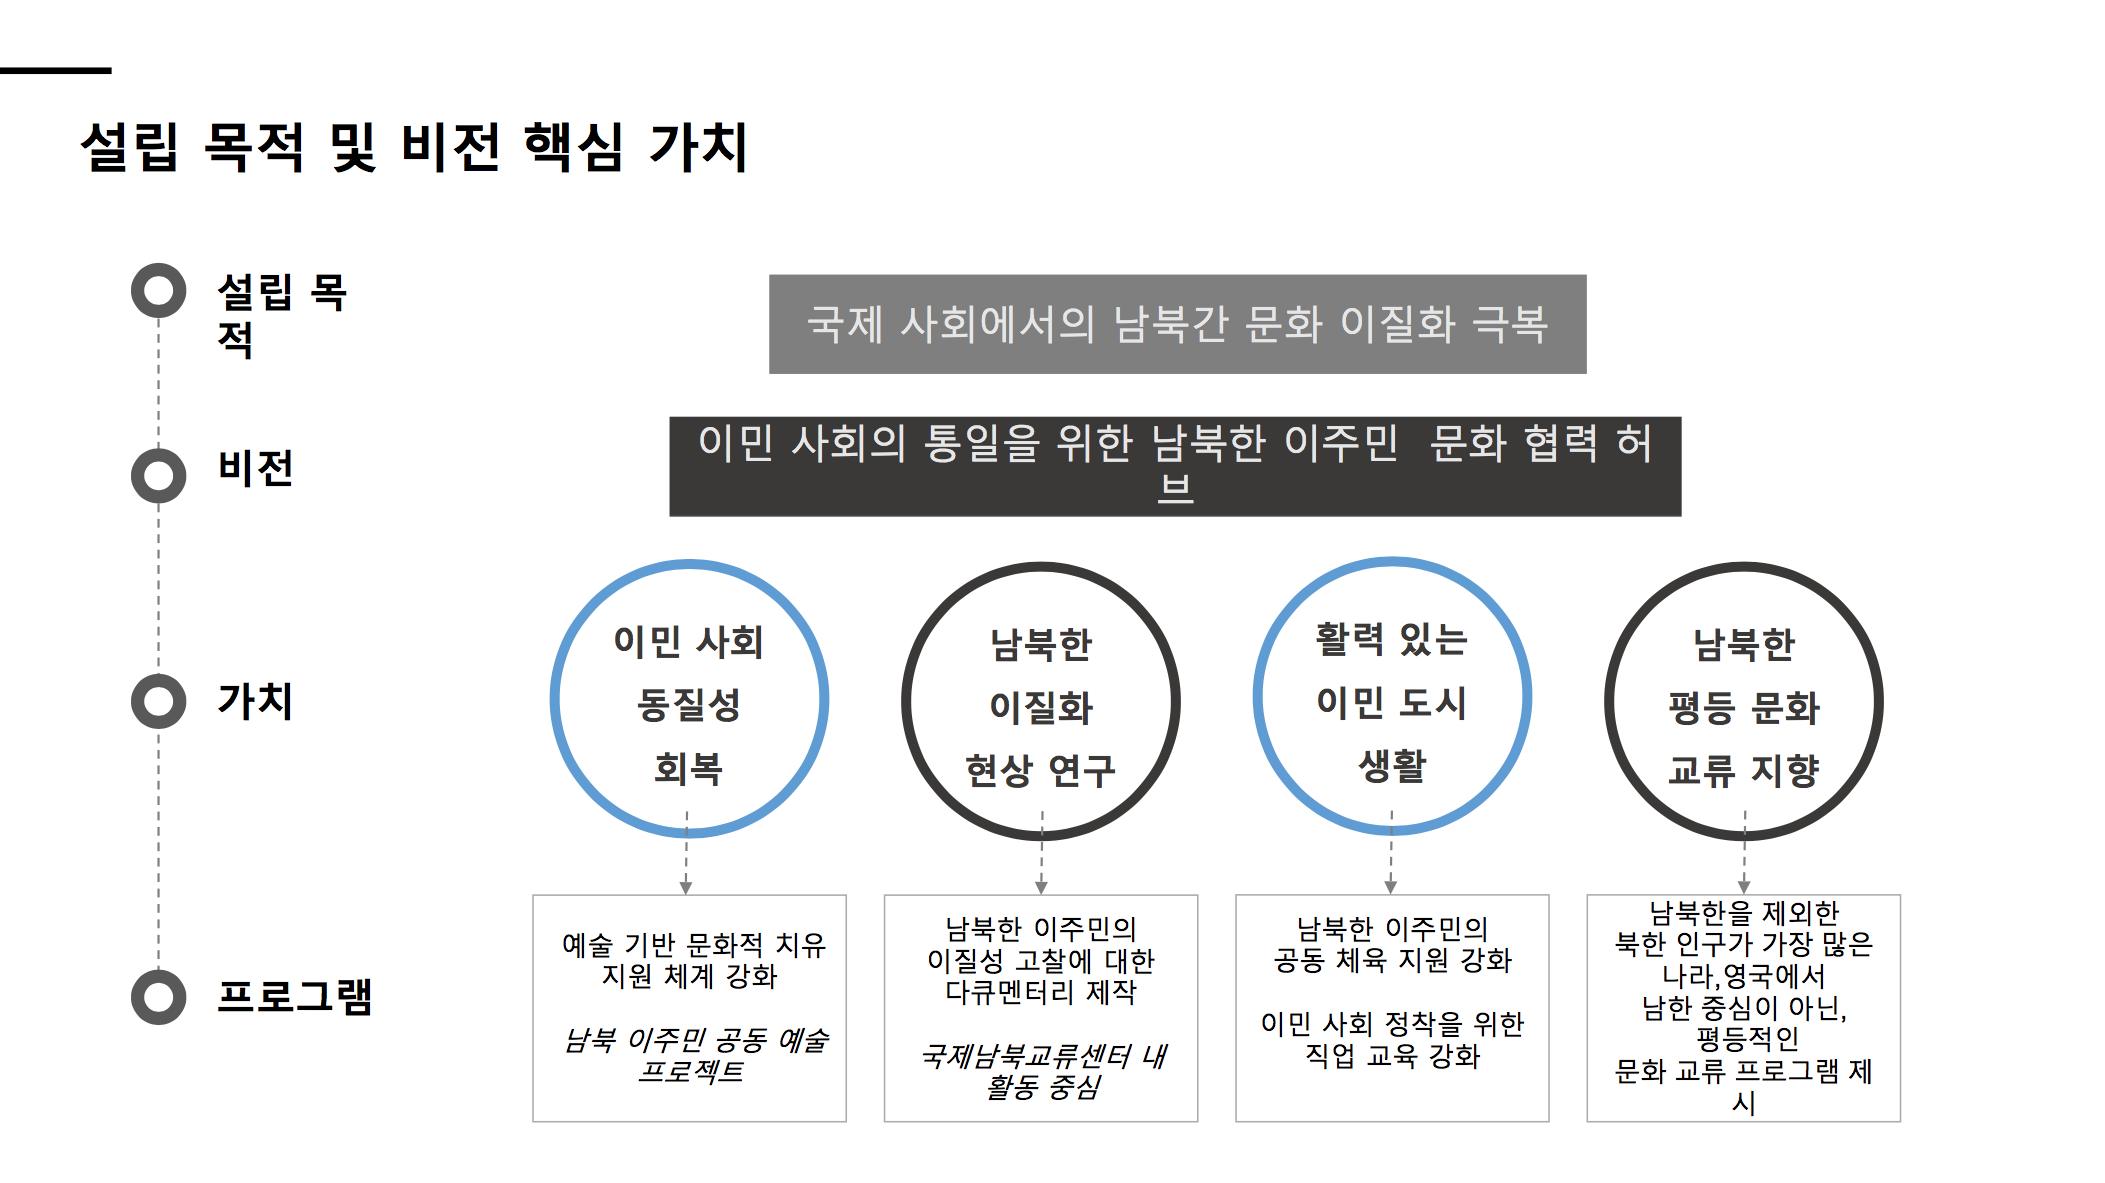 설립 목적 및 비전 핵심 가치
설립 목
적
국제 사회에서의 남북간 문화 이질화 극복
비전
이민 사회의 통일을 위한 남북한 이주민  문화 협력 허
브
가치
이민 사회
동질성
회복
남북한
이질화
현상 연구
활력 있는
이민 도시
생활
남북한
평등 문화
교류 지향
프로그램
예술 기반 문화적 치유
지원 체계 강화
남북 이주민 공동 예술
프로젝트
남북한 이주민의
이질성 고찰에 대한
다큐멘터리 제작
국제남북교류센터 내
활동 중심
남북한 이주민의
공동 체육 지원 강화
이민 사회 정착을 위한
직업 교육 강화
남북한을 제외한
북한 인구가 가장 많은
나라,영국에서
남한 중심이 아닌,
평등적인
문화 교류 프로그램 제
시